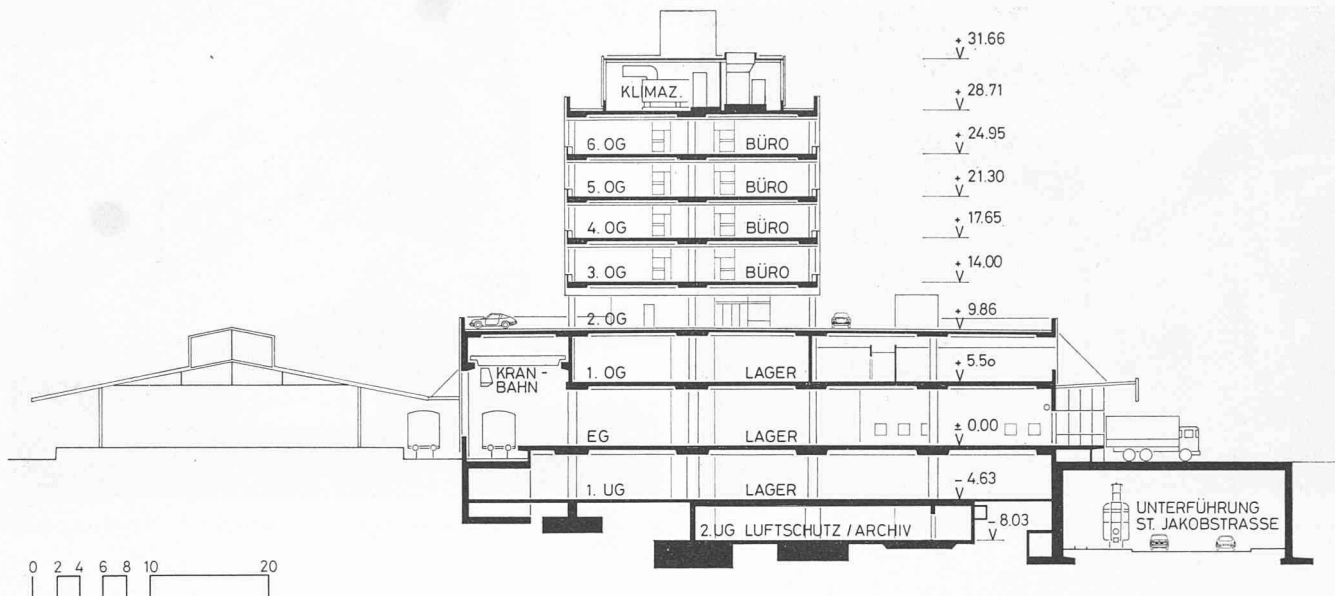 + 31.66
KLIMAZ.
+ 28.71
6. OG BÜRO
+ 24.95
5. OG BÜRO
+ 21.30
4. OG BÜRO
+ 17.65
3. OG BÜRO
+ 14.00
2. OG
+ 9.86
KRAN-
BAHN
1. OG LAGER
+ 5.50
EG LAGER
± 0.00
1. UG LAGER
- 4.63
2.UG LUFTSCHUTZ / ARCHIV
- 8.03
UNTERFÜHRUNG
ST. JAKOBSTRASSE
0 2 4 6 8 10 20